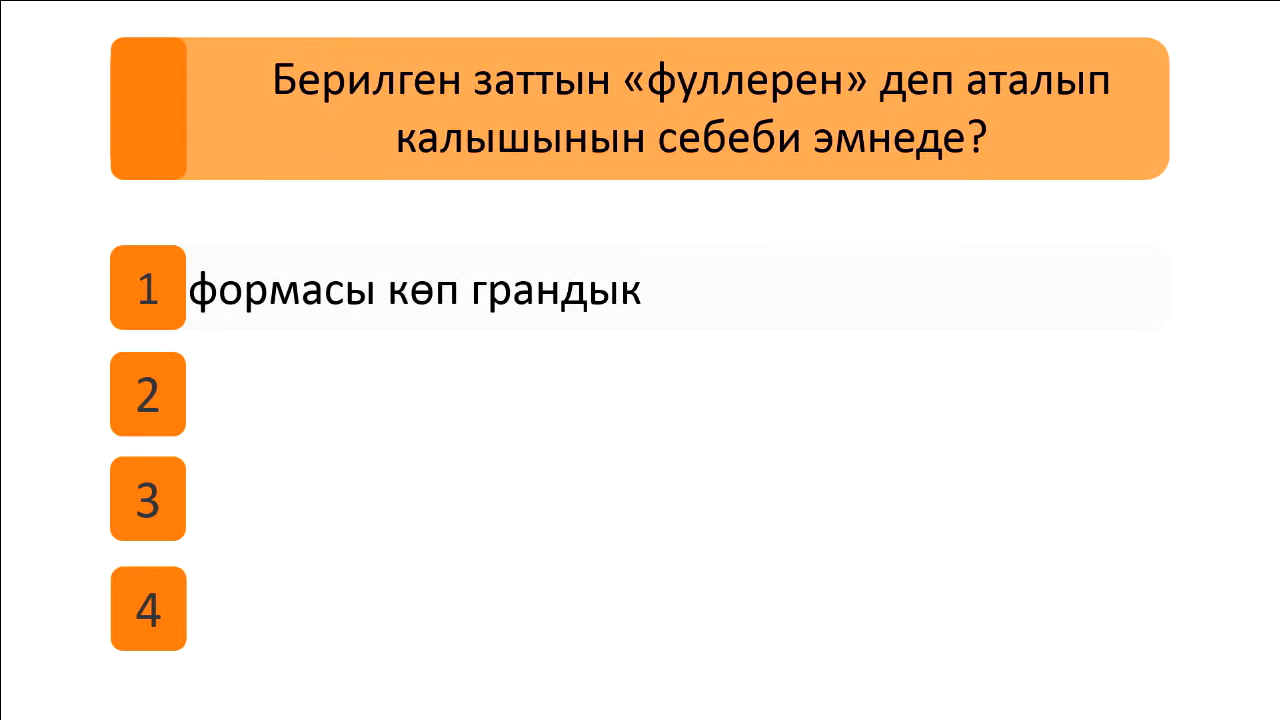 Берилген заттын «фуллерен» деп аталып
калышынын себеби эмнеде?
1 формасы көп грандык
2
3
4